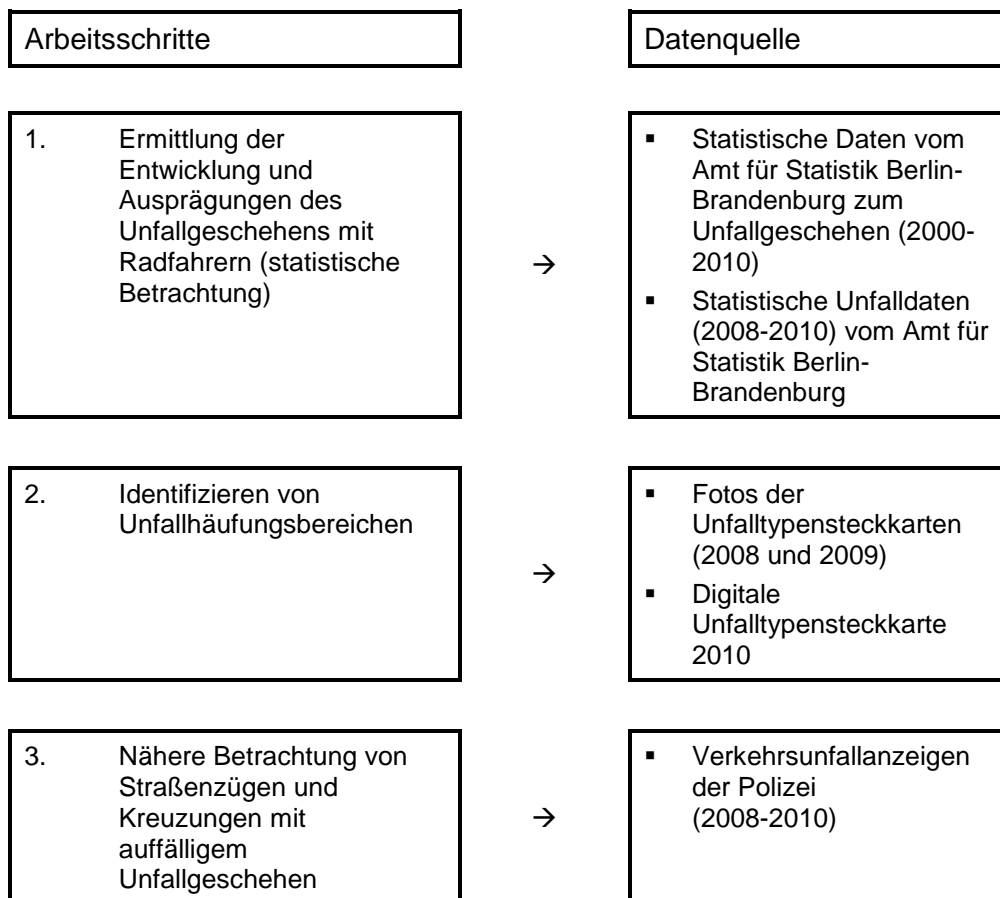 Arbeitsschritte
Datenquelle
1. Ermittlung der
Entwicklung und
Ausprägungen des
Unfallgeschehens mit
Radfahrern (statistische
Betrachtung)
→
▪ Statistische Daten vom
Amt für Statistik Berlin-
Brandenburg zum
Unfallgeschehen (2000-
2010)
▪ Statistische Unfalldaten
(2008-2010) vom Amt für
Statistik Berlin-
Brandenburg
2. Identifizieren von
Unfallhäufungsbereichen
→
▪ Fotos der
Unfalltypensteckkarten
(2008 und 2009)
▪ Digitale
Unfalltypensteckkarte
2010
3. Nähere Betrachtung von
Straßenzügen und
Kreuzungen mit
auffälligem
Unfallgeschehen
→
▪ Verkehrsunfallanzeigen
der Polizei
(2008-2010)